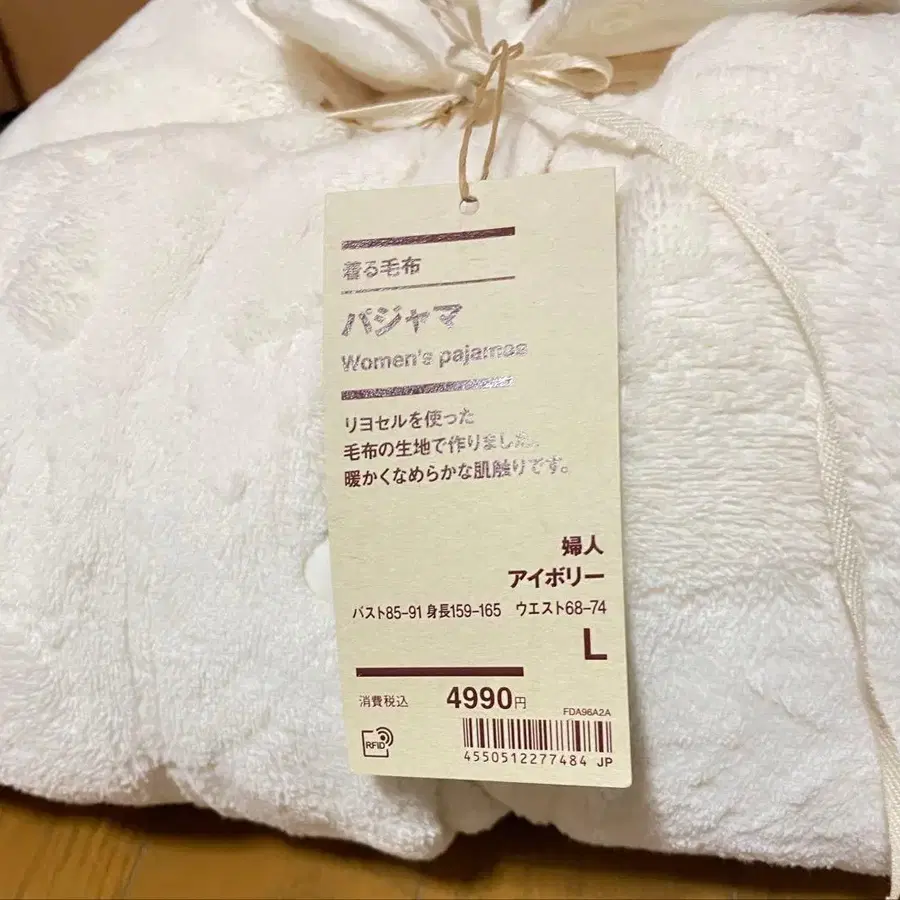 着る毛布
パジャマ
Women's pajamas
リヨセルを使った
毛布の生地で作りました。
暖かくなめらかな肌触りです。
婦人
アイボリー
バスト85-91 身長159-165 ウエスト68-74
L
消費税込 4990円
FDA96A2A
RFID
4550512277484 JP